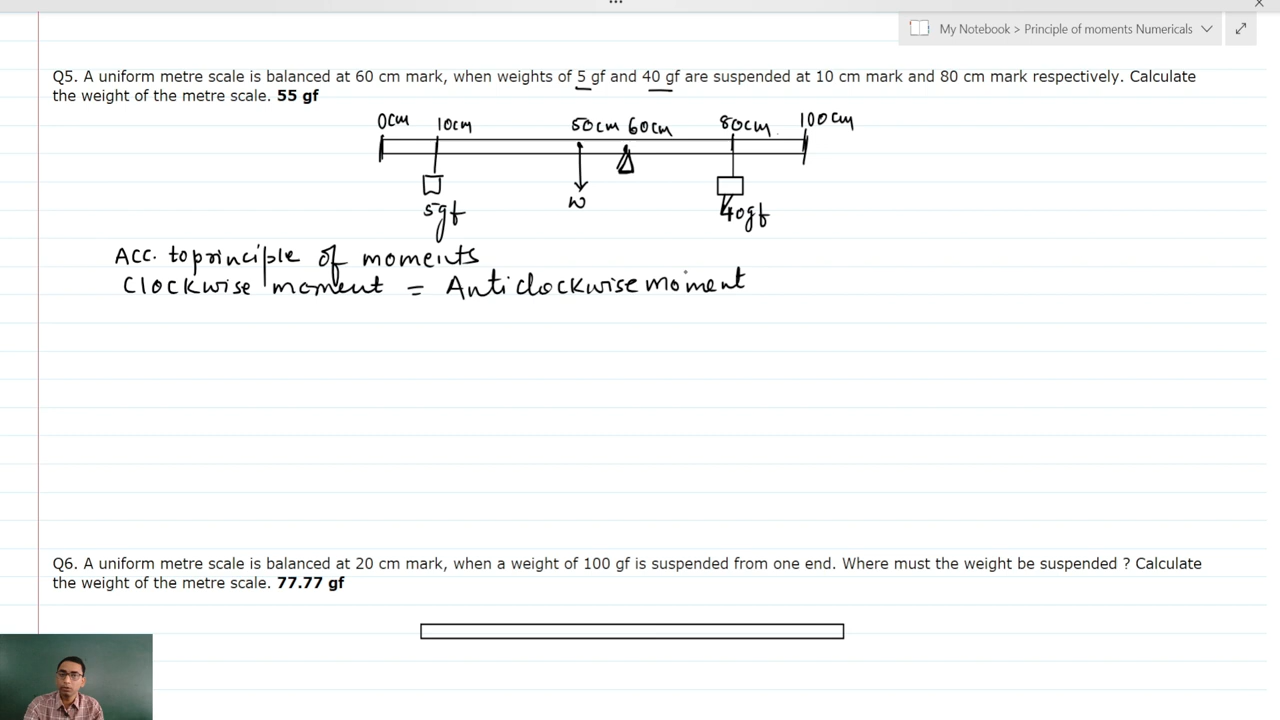 My Notebook > Principle of moments Numericals
Q5. A uniform metre scale is balanced at 60 cm mark, when weights of 5 gf and 40 gf are suspended at 10 cm mark and 80 cm mark respectively. Calculate
the weight of the metre scale. 55 gf
0cm 10cm 50cm 60cm 80cm 100cm
5gf W 40gf
Acc. to principle of moments
Clockwise moment = Anticlockwise moment
Q6. A uniform metre scale is balanced at 20 cm mark, when a weight of 100 gf is suspended from one end. Where must the weight be suspended ? Calculate
the weight of the metre scale. 77.77 gf